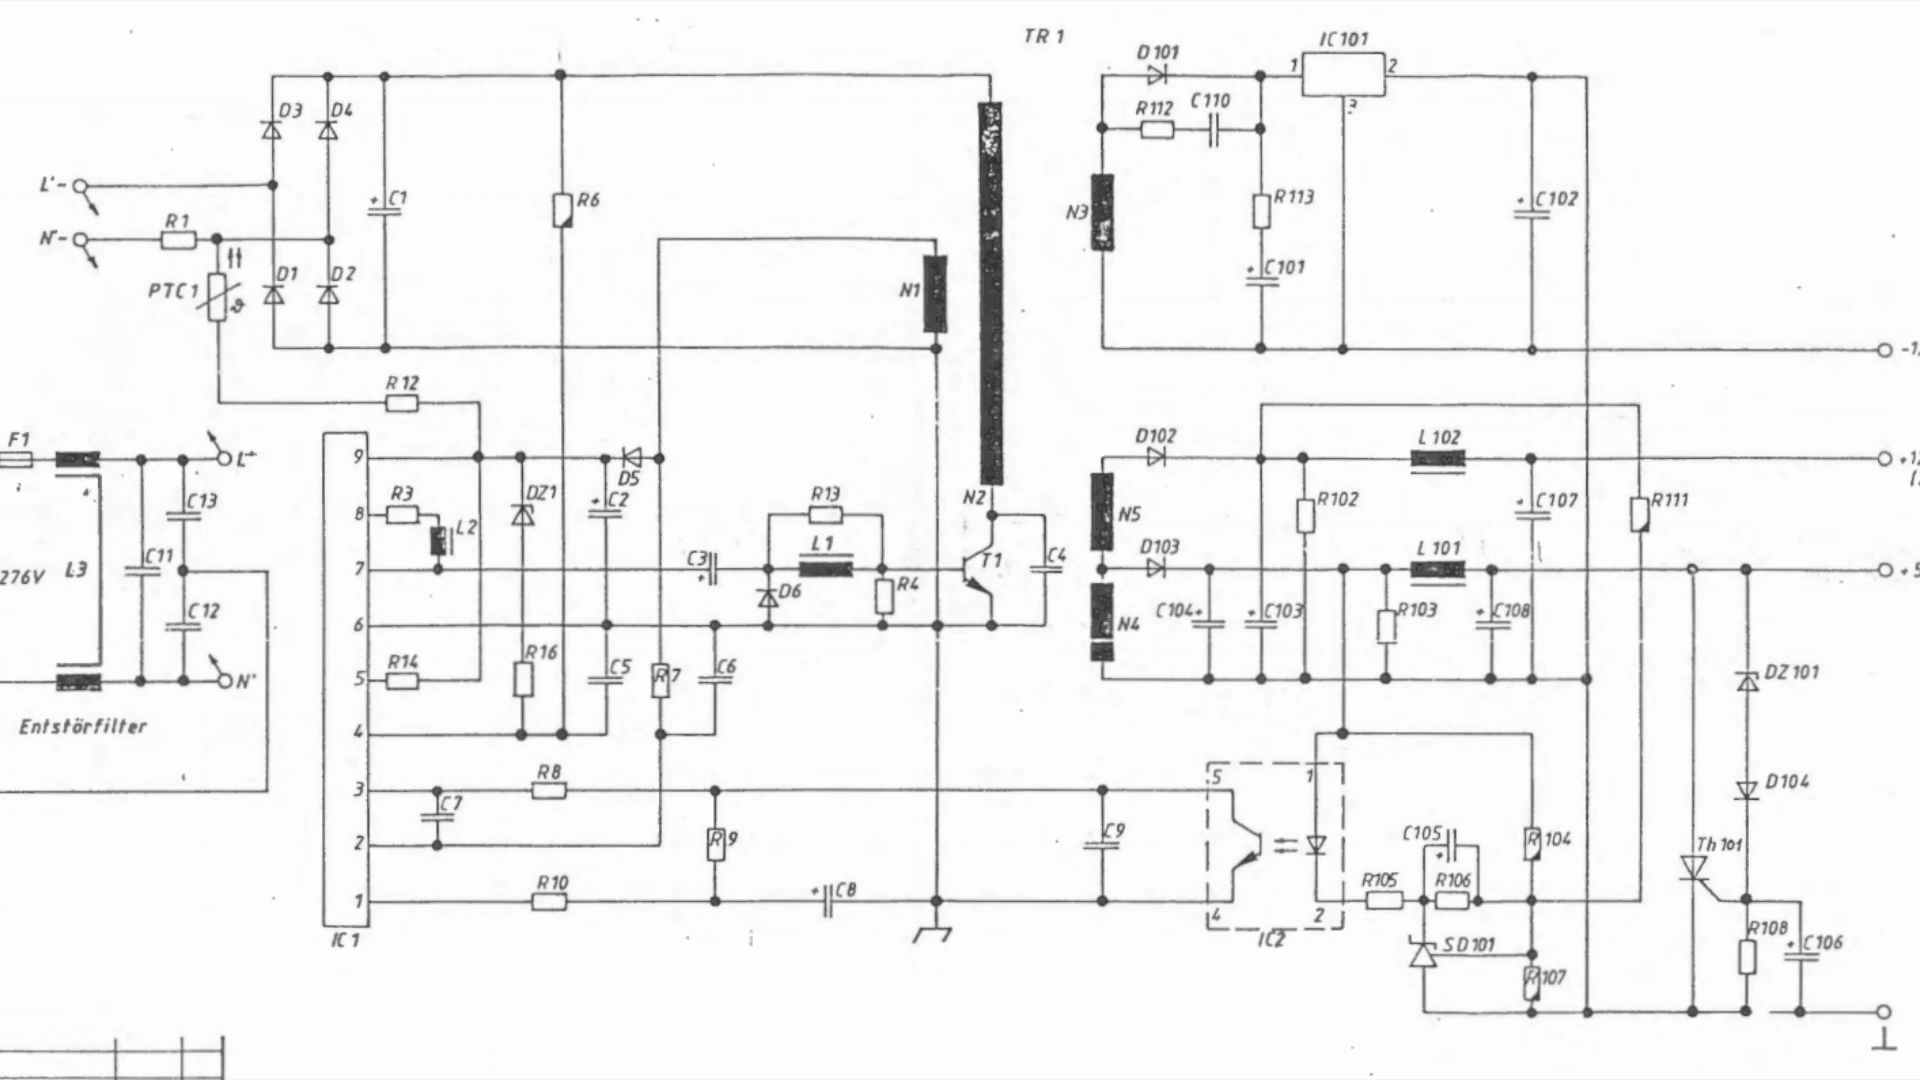 TR 1
D101
IC101
1
2
3
R112
C110
D3
D4
L'~
C1
+
R6
R113
N3
+
C102
R1
N'~
D1
D2
PTC1
ϑ
N1
+
C101
R12
F1
L'
9
D5
D102
L102
C13
R3
8
L2
DZ1
+
C2
R13
N2
R102
+
C107
R111
N5
276V
L3
C11
7
C3
+
L1
T1
C4
D103
L101
+5
D6
R4
C12
6
C104
+
+
C103
R103
+
C108
N4
R14
5
R16
C5
R7
C6
N'
DZ101
Entstörfilter
4
3
R8
C7
2
R9
C9
5
1
D104
C105
+
R104
Th101
1
R10
+
C8
4
2
R105
R106
IC1
IC2
SD101
R107
R108
+
C106